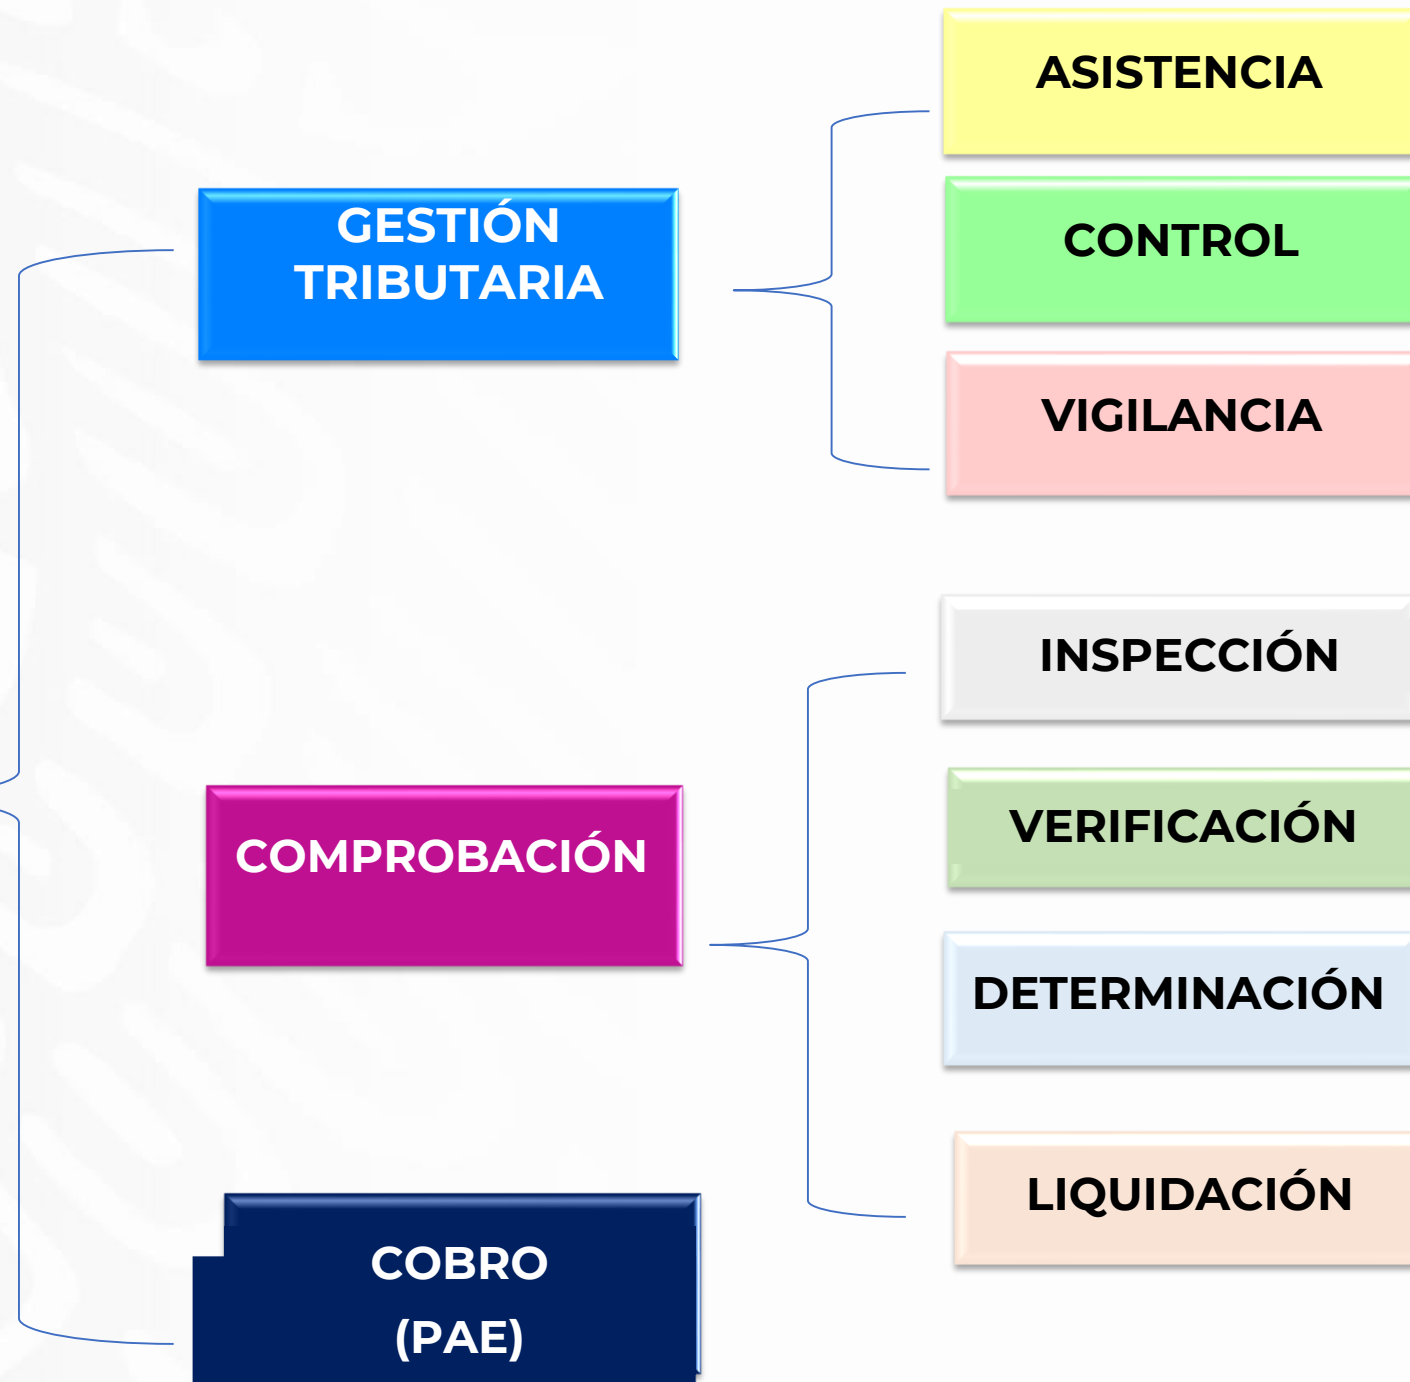 GESTIÓN
TRIBUTARIA
ASISTENCIA
CONTROL
VIGILANCIA
COMPROBACIÓN
INSPECCIÓN
VERIFICACIÓN
DETERMINACIÓN
LIQUIDACIÓN
COBRO
(PAE)